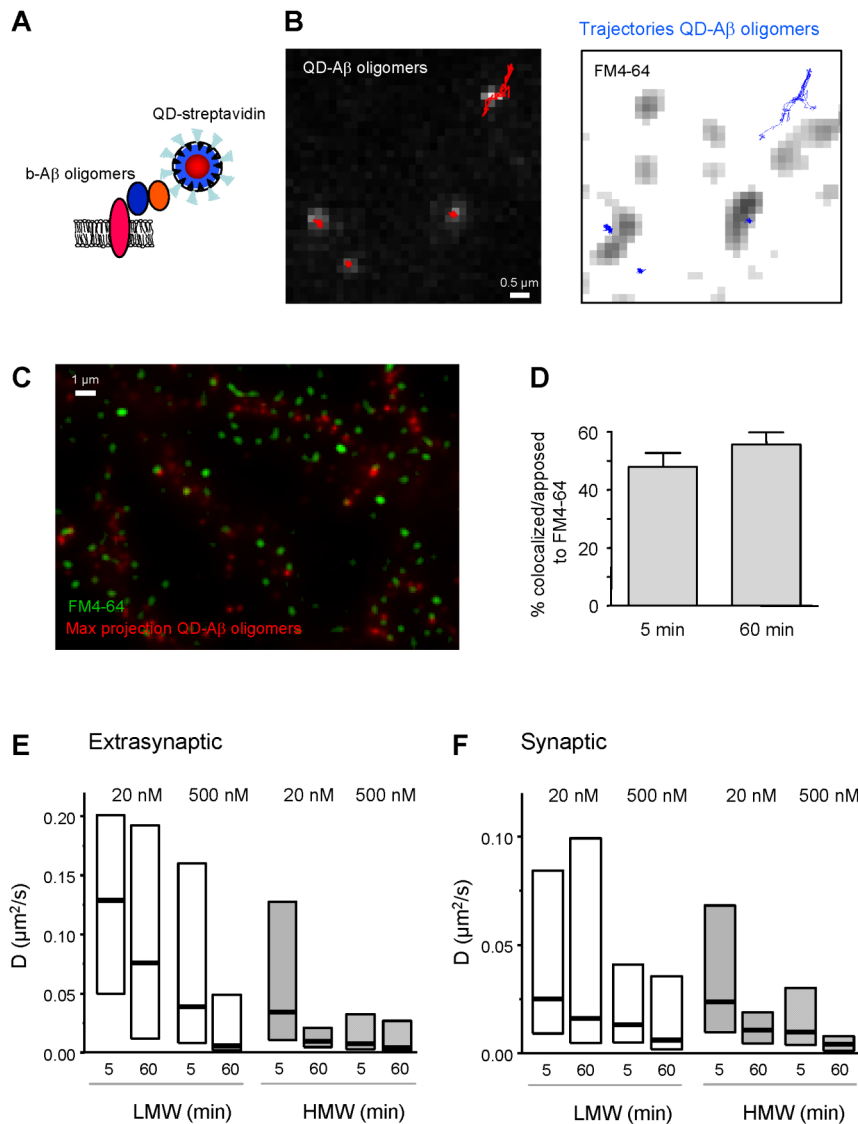 A
QD-streptavidin
b-Aβ oligomers
B
QD-Aβ oligomers
0.5 µm
Trajectories QD-Aβ oligomers
FM4-64
C
1 µm
FM4-64
Max projection QD-Aβ oligomers
D
% colocalized/apposed
to FM4-64
60
40
20
0
5 min
60 min
E
Extrasynaptic
20 nM
500 nM
20 nM
500 nM
D (µm²/s)
0.20
0.15
0.10
0.05
0.00
5
60
5
60
5
60
5
60
LMW (min)
HMW (min)
F
Synaptic
20 nM
500 nM
20 nM
500 nM
D (µm²/s)
0.10
0.05
0.00
5
60
5
60
5
60
5
60
LMW (min)
HMW (min)